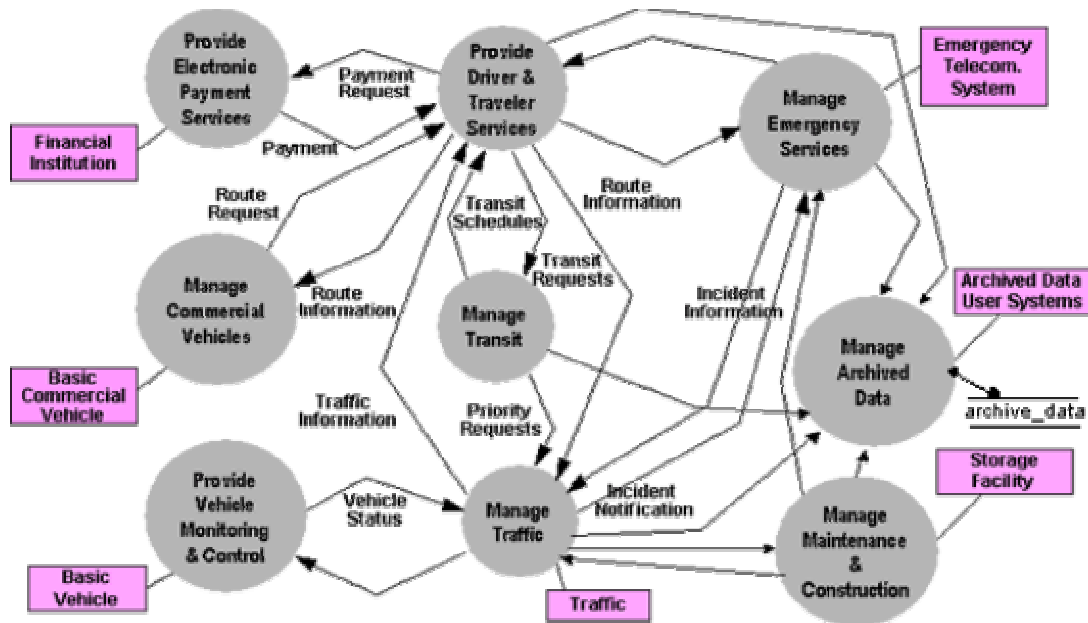 Provide
Electronic
Payment
Services
Payment
Request
Provide
Driver &
Traveler
Services
Manage
Emergency
Services
Emergency
Telecom.
System
Financial
Institution
Payment
Route
Request
Transit
Schedules
Route
Information
Manage
Commercial
Vehicles
Route
Information
Transit
Requests
Manage
Transit
Incident
Information
Archived Data
User Systems
Manage
Archived
Data
archive_data
Basic
Commercial
Vehicle
Traffic
Information
Priority
Requests
Storage
Facility
Provide
Vehicle
Monitoring
& Control
Vehicle
Status
Manage
Traffic
Incident
Notification
Manage
Maintenance
&
Construction
Basic
Vehicle
Traffic